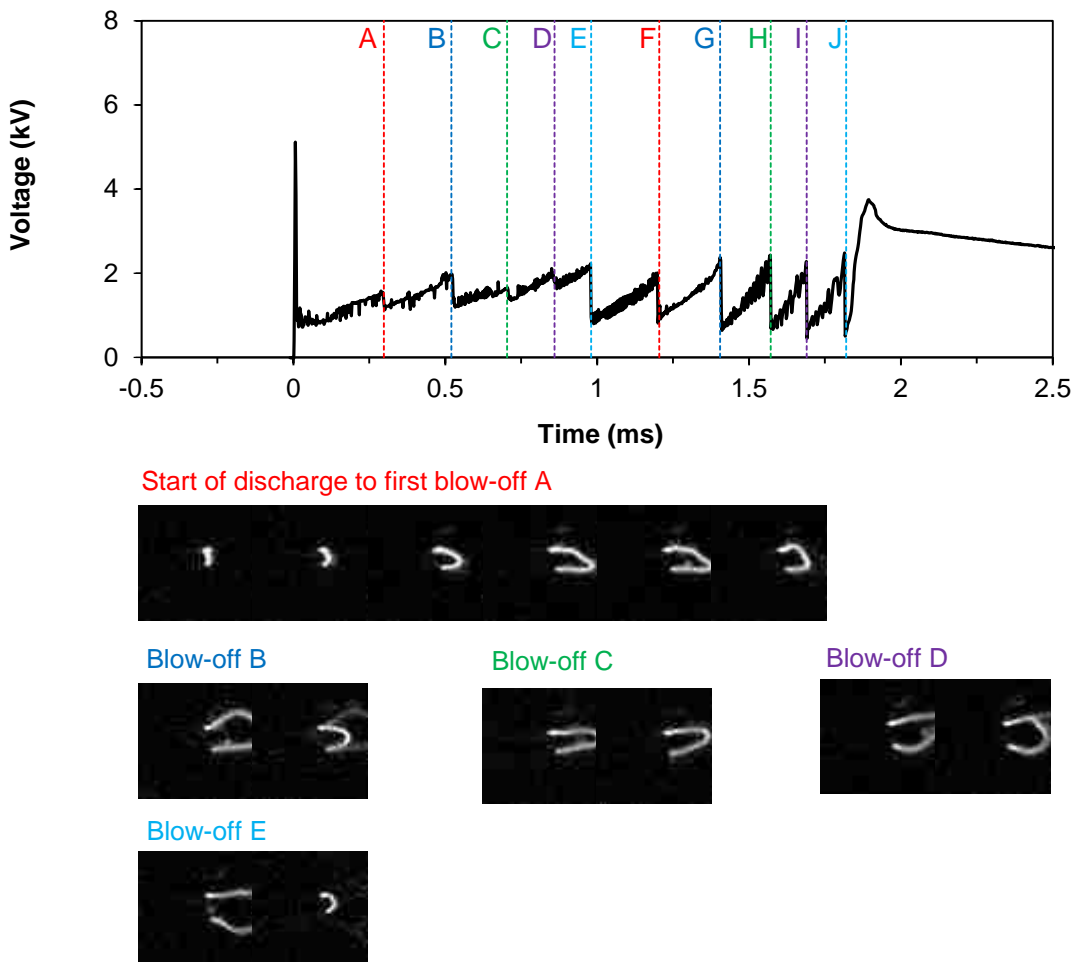 8
A B C D E F G H I J
6
Voltage (kV)
4
2
0
-0.5 0 0.5 1 1.5 2 2.5
Time (ms)
Start of discharge to first blow-off A
Blow-off B Blow-off C Blow-off D
Blow-off E